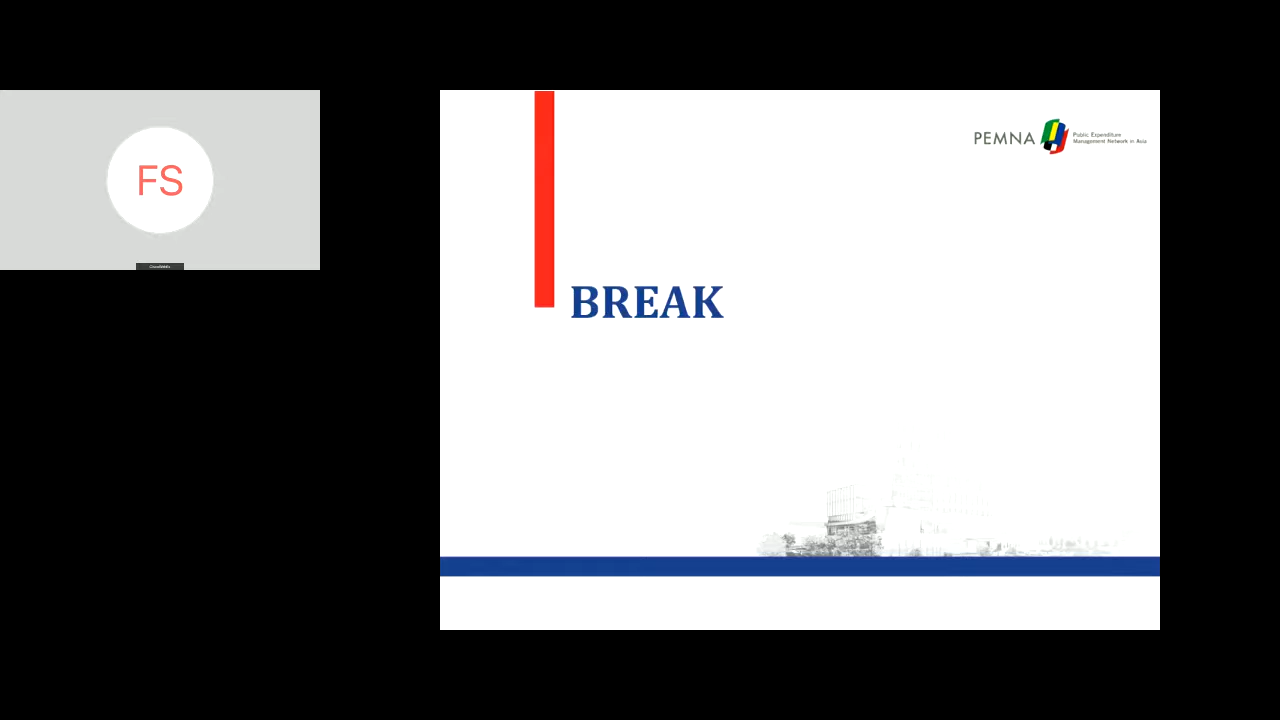 FS
PEMNA
Public Expenditure
Management Network in Asia
BREAK